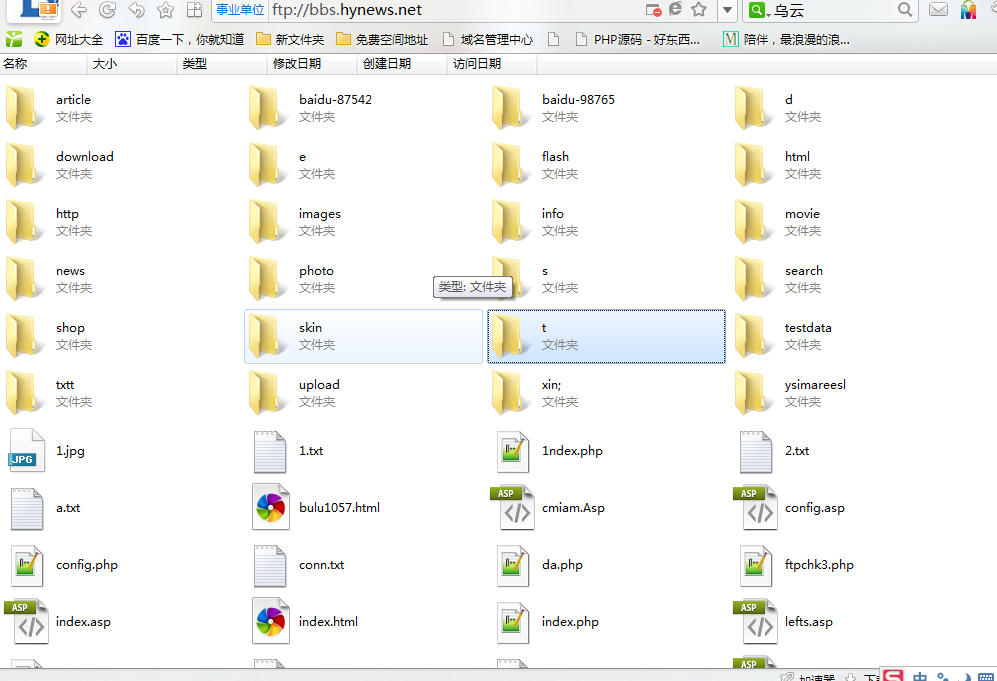 事业单位 ftp://bbs.hynews.net 乌云
网址大全 百度一下，你就知道 新文件夹 免费空间地址 域名管理中心 PHP源码 - 好东西... M 陪伴，最浪漫的浪...
名称 大小 类型 修改日期 创建日期 访问日期
article
文件夹
baidu-87542
文件夹
baidu-98765
文件夹
d
文件夹
download
文件夹
e
文件夹
flash
文件夹
html
文件夹
http
文件夹
images
文件夹
info
文件夹
movie
文件夹
news
文件夹
photo
文件夹
类型: 文件夹
s
文件夹
search
文件夹
shop
文件夹
skin
文件夹
t
文件夹
testdata
文件夹
txtt
文件夹
upload
文件夹
xin;
文件夹
ysimareesl
文件夹
JPG 1.jpg
1.txt
1ndex.php
2.txt
a.txt
bulu1057.html
ASP cmiam.Asp
ASP config.asp
config.php
conn.txt
da.php
ftpchk3.php
ASP index.asp
index.html
index.php
ASP lefts.asp
ASP
加速器 S 中